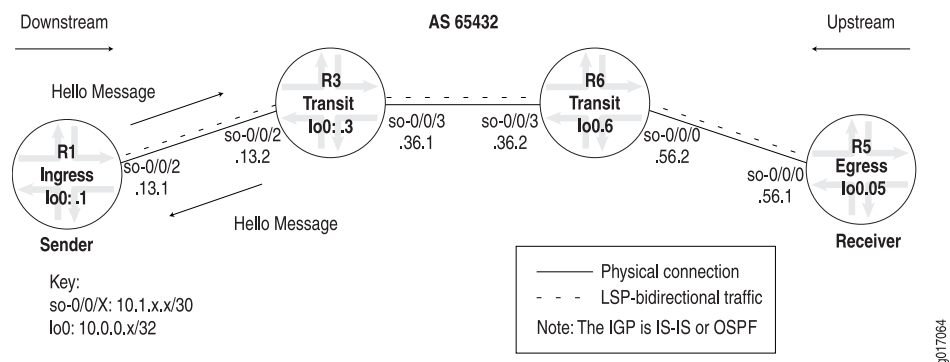 Downstream
AS 65432
Upstream
Hello Message
R3
Transit
lo0: .3
R6
Transit
lo0.6
so-0/0/2
.13.2
so-0/0/3
.36.1
so-0/0/3
.36.2
so-0/0/0
.56.2
R1
Ingress
lo0: .1
so-0/0/2
.13.1
so-0/0/0
.56.1
R5
Egress
lo0.05
Hello Message
Sender
Receiver
Key:
so-0/0/X: 10.1.x.x/30
lo0: 10.0.0.x/32
Physical connection
LSP-bidirectional traffic
Note: The IGP is IS-IS or OSPF
g017064